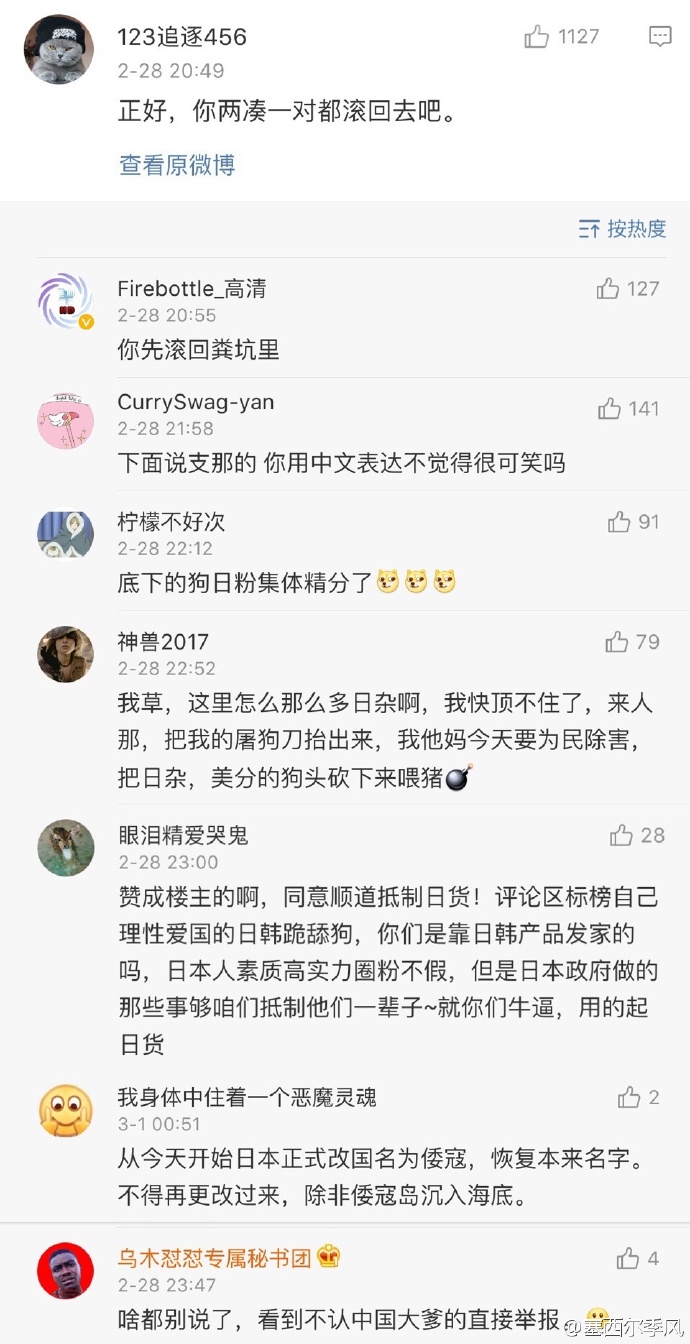 123追逐456
1127
2-28 20:49
正好，你两凑一对都滚回去吧。
查看原微博
按热度
Firebottle_高清
127
2-28 20:55
你先滚回粪坑里
CurrySwag-yan
141
2-28 21:58
下面说支那的 你用中文表达不觉得很可笑吗
柠檬不好次
91
2-28 22:12
底下的狗日粉集体精分了
神兽2017
79
2-28 22:52
我草，这里怎么那么多日杂啊，我快顶不住了，来人
那，把我的屠狗刀抬出来，我他妈今天要为民除害，
把日杂，美分的狗头砍下来喂猪
眼泪精爱哭鬼
28
2-28 23:00
赞成楼主的啊，同意顺道抵制日货！评论区标榜自己
理性爱国的日韩跪舔狗，你们是靠日韩产品发家的
吗，日本人素质高实力圈粉不假，但是日本政府做的
那些事够咱们抵制他们一辈子~就你们牛逼，用的起
日货
我身体中住着一个恶魔灵魂
2
3-1 00:51
从今天开始日本正式改国名为倭寇，恢复本来名字。
不得再更改过来，除非倭寇岛沉入海底。
乌木怼怼专属秘书团
4
2-28 23:47
啥都别说了，看到不认中国大爹的直接举报。
@塞西尔季风